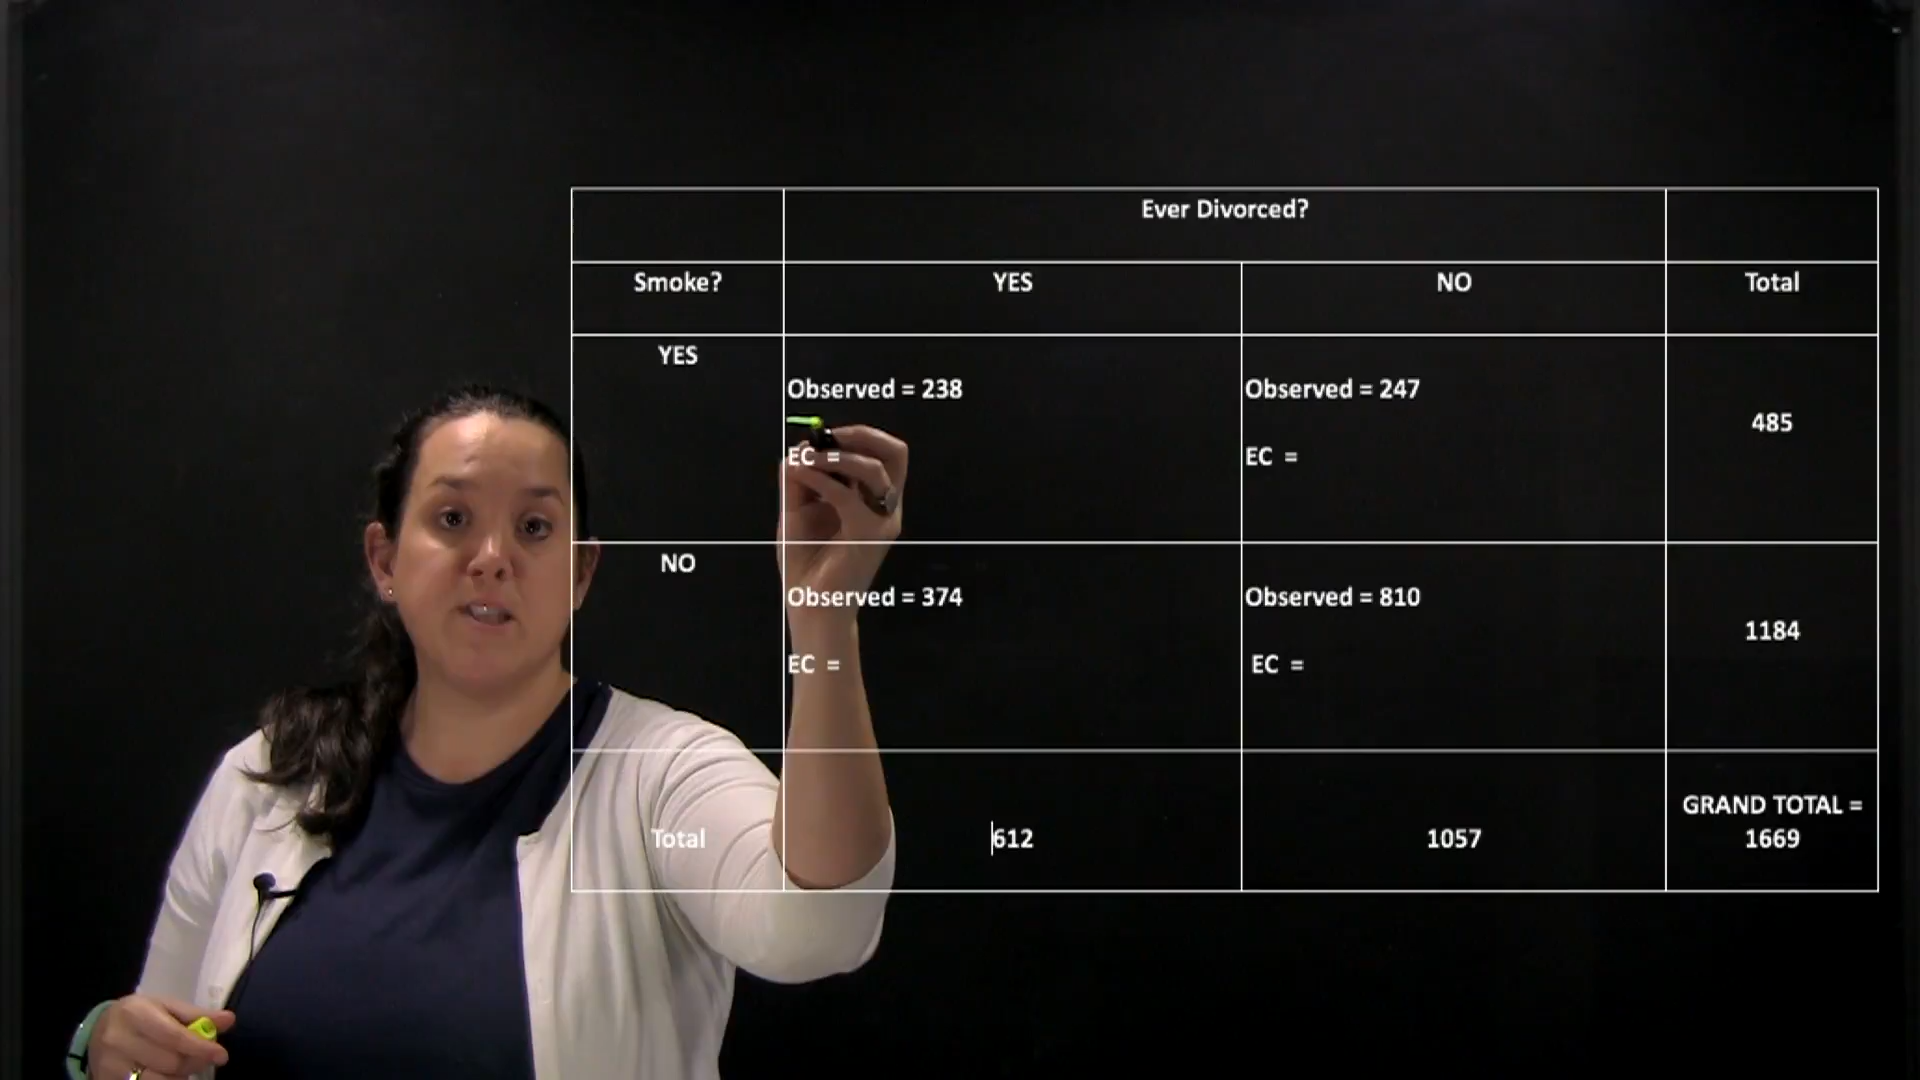 Ever Divorced?
Smoke? YES NO Total
YES
Observed = 238 Observed = 247
485
EC = EC =
NO
Observed = 374 Observed = 810
1184
EC = EC =
GRAND TOTAL =
Total 612 1057 1669